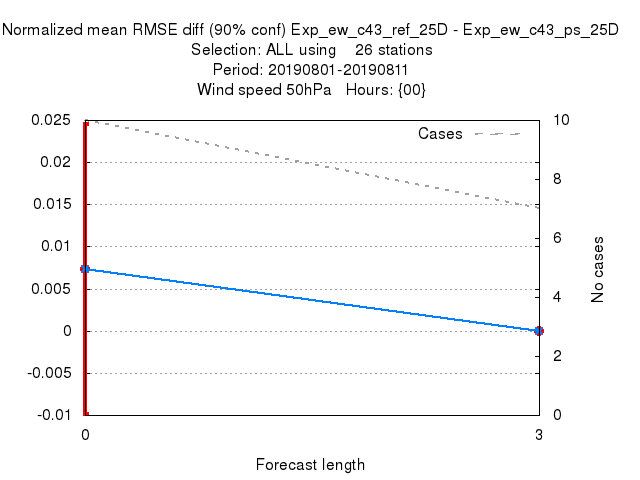 Normalized mean RMSE diff (90% conf) Exp_ew_c43_ref_25D - Exp_ew_c43_ps_25D
Selection: ALL using    26 stations
Period: 20190801-20190811
Wind speed 50hPa   Hours: {00}
0.025
0.02
0.015
0.01
0.005
0
-0.005
-0.01
Cases
10
8
6
4
2
0
No cases
0
3
Forecast length